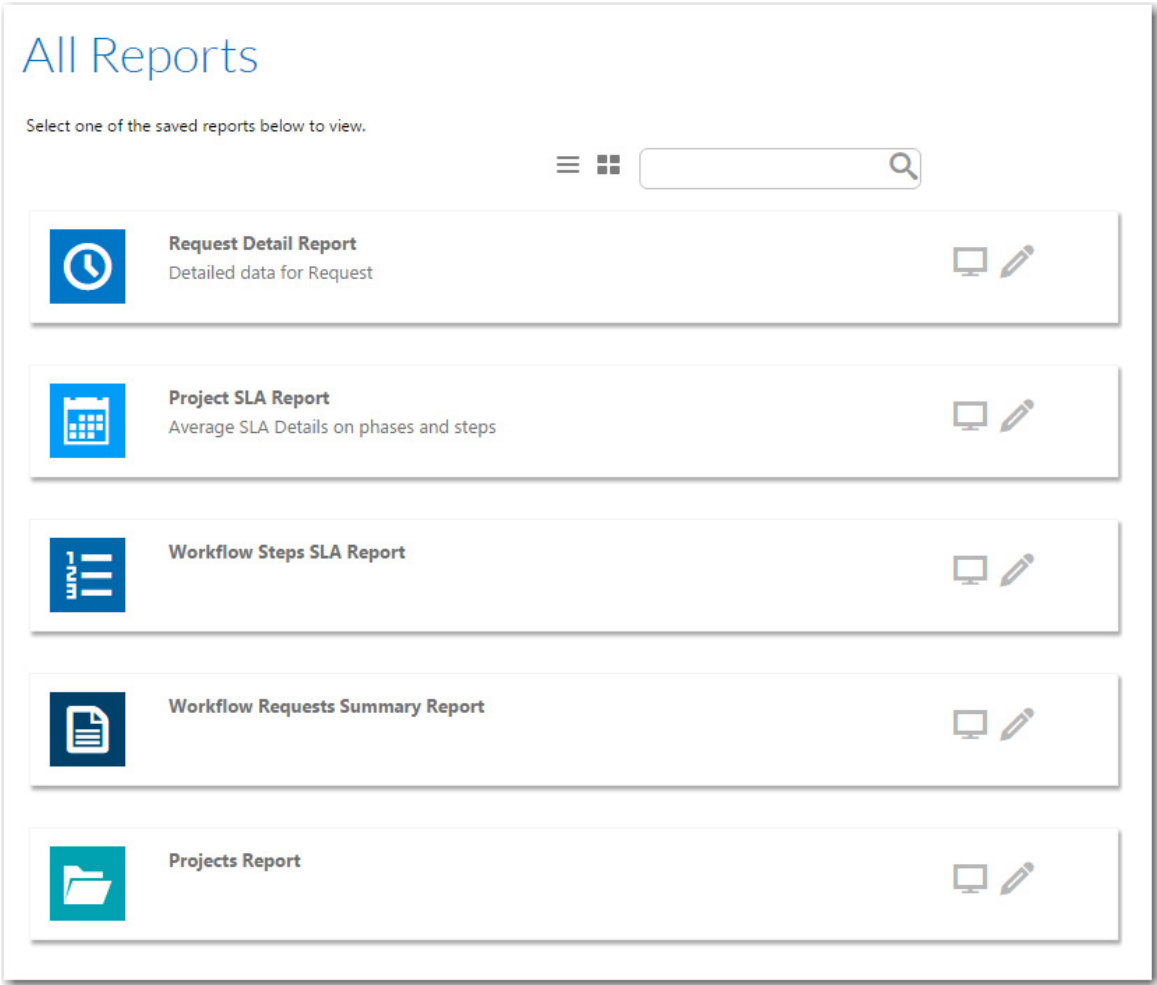 All Reports
Select one of the saved reports below to view.
Request Detail Report
Detailed data for Request
Project SLA Report
Average SLA Details on phases and steps
Workflow Steps SLA Report
Workflow Requests Summary Report
Projects Report